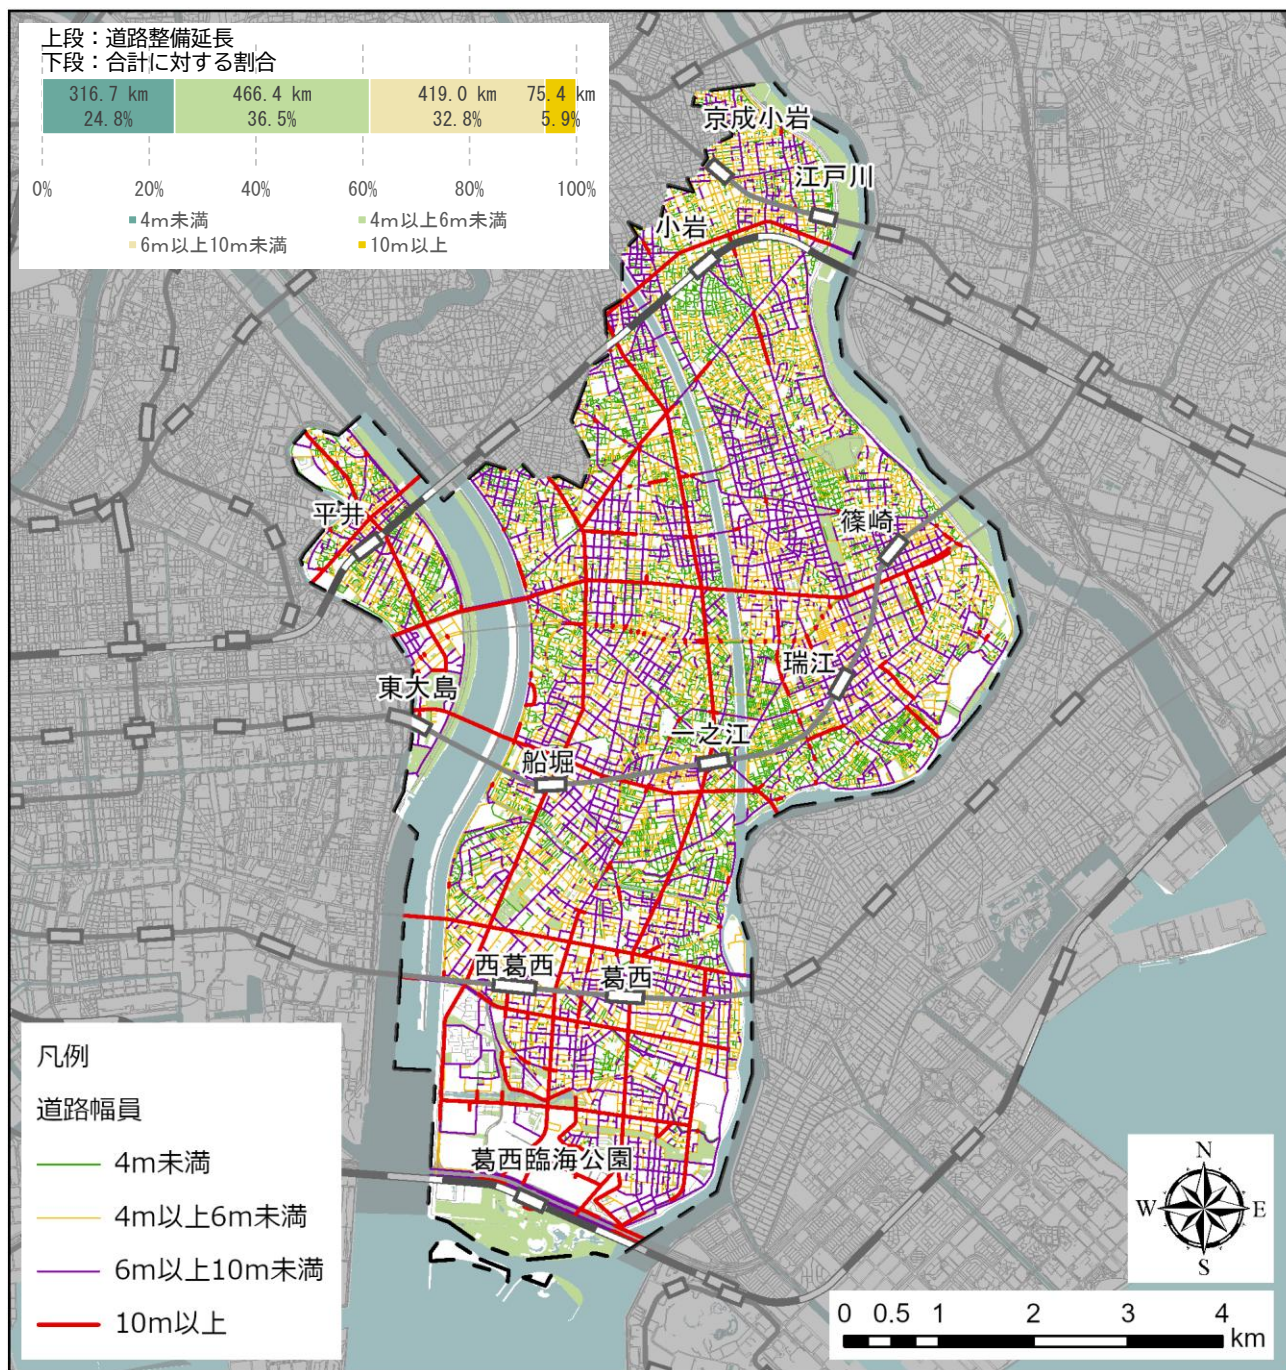 上段：道路整備延長
下段：合計に対する割合
316.7 km 466.4 km 419.0 km 75.4 km
24.8% 36.5% 32.8% 5.9%
0% 20% 40% 60% 80% 100%
4m未満 4m以上6m未満
6m以上10m未満 10m以上
京成小岩
江戸川
小岩
平井
篠崎
瑞江
東大島
一之江
船堀
西葛西
葛西
葛西臨海公園
凡例
道路幅員
4m未満
4m以上6m未満
6m以上10m未満
10m以上
N
W E
S
0 0.5 1 2 3 4
km